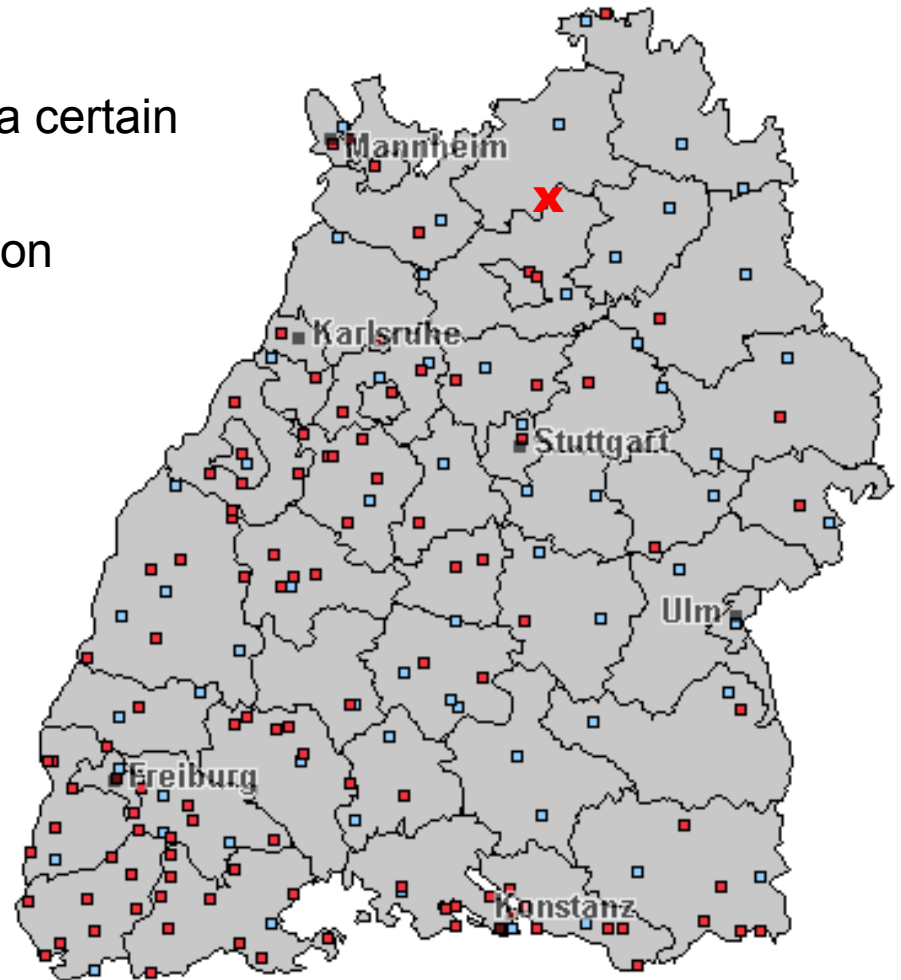 a certain
Mannheim
x
on
Karlsruhe
Stuttgart
Ulm
Freiburg
Konstanz